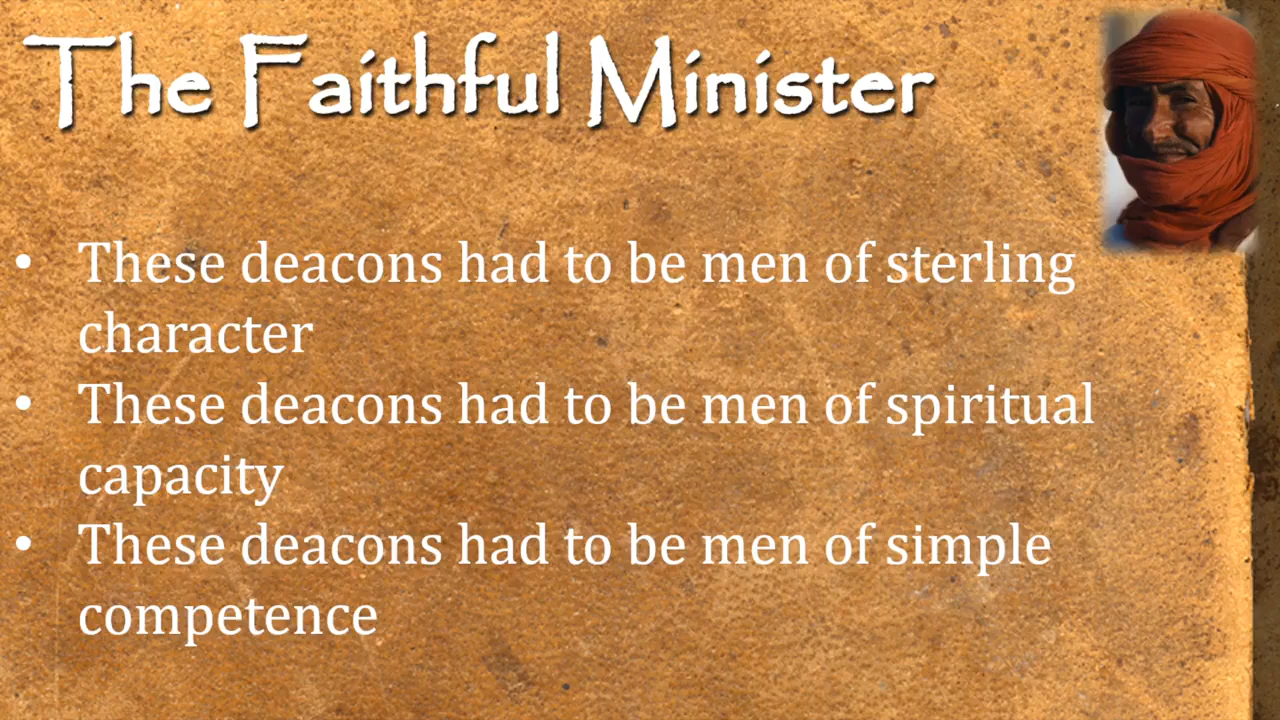 The Faithful Minister
• These deacons had to be men of sterling
character
• These deacons had to be men of spiritual
capacity
• These deacons had to be men of simple
competence